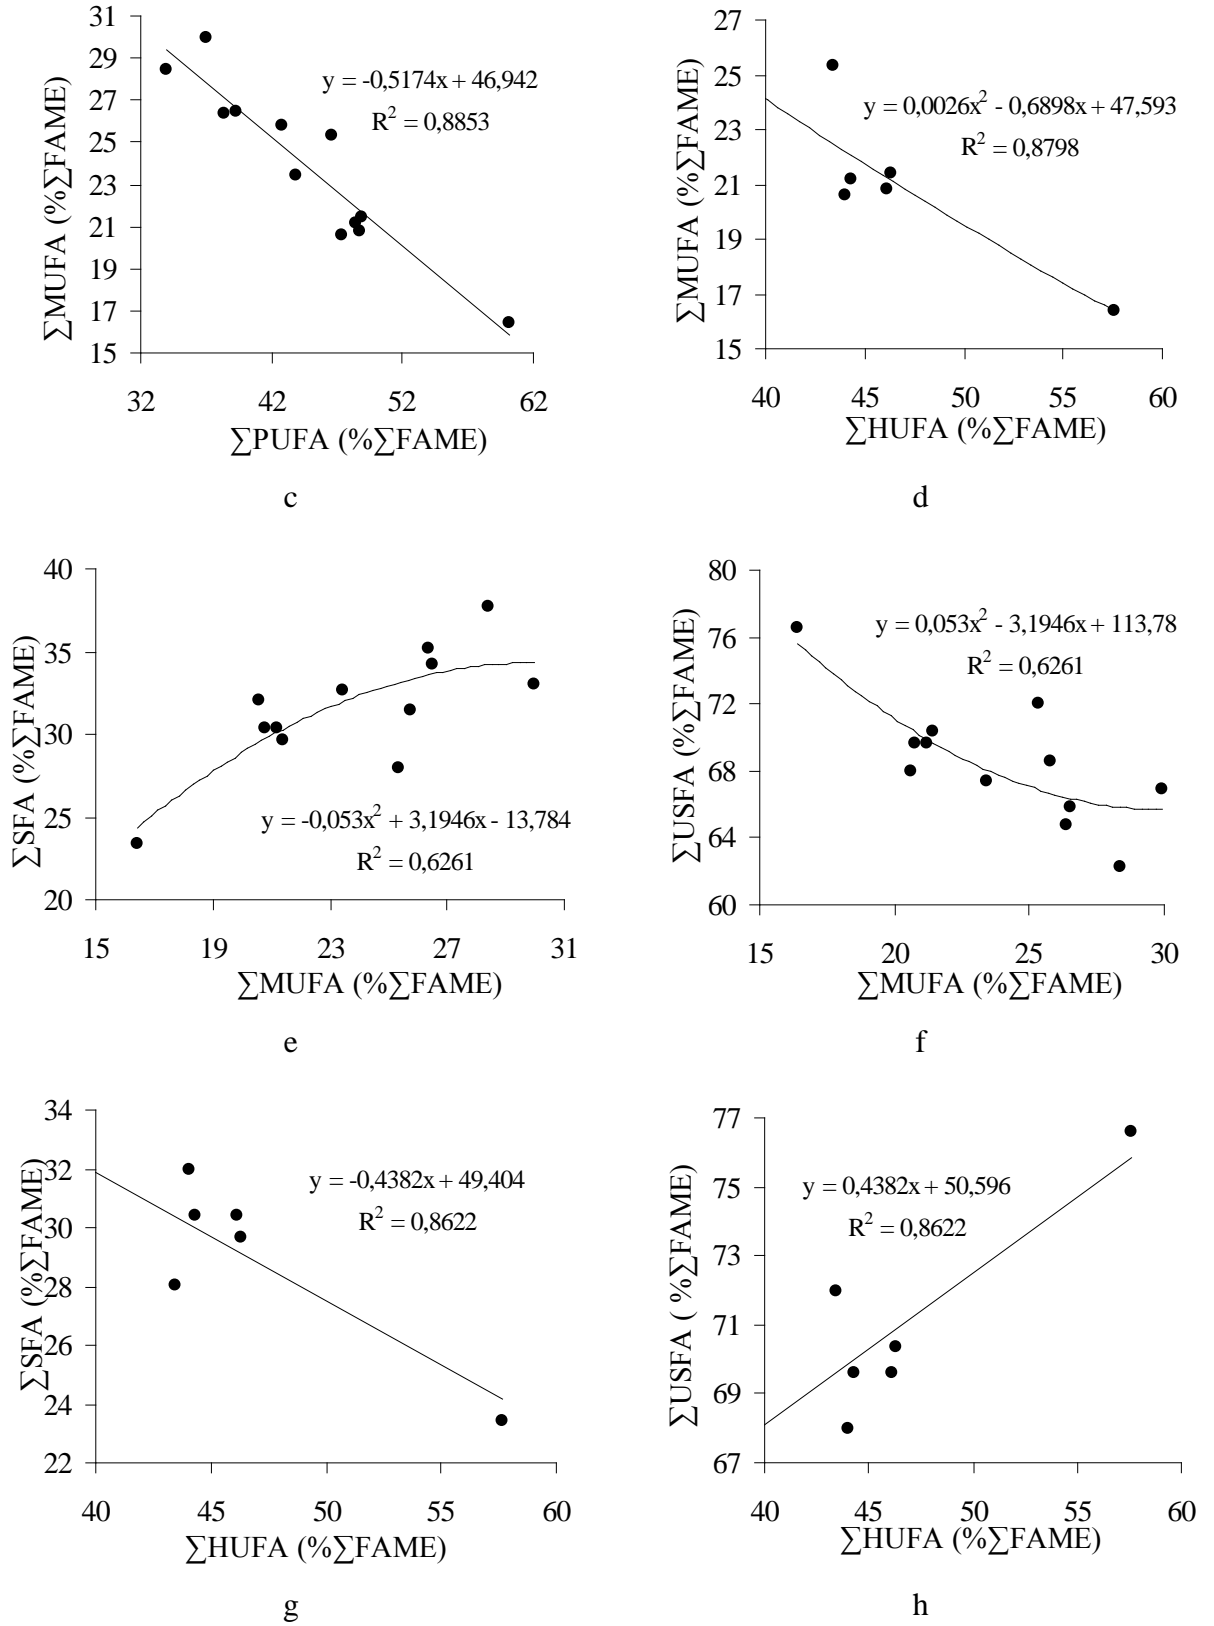 31
29
27
25
23
21
19
17
15
∑MUFA (%∑FAME)
y = -0,5174x + 46,942
R² = 0,8853
32 42 52 62
∑PUFA (%∑FAME)
c
27
25
23
21
19
17
15
∑MUFA (%∑FAME)
y = 0,0026x² - 0,6898x + 47,593
R² = 0,8798
40 45 50 55 60
∑HUFA (%∑FAME)
d
40
35
30
25
20
∑SFA (%∑FAME)
y = -0,053x² + 3,1946x - 13,784
R² = 0,6261
15 19 23 27 31
∑MUFA (%∑FAME)
e
80
76
72
68
64
60
∑USFA (%∑FAME)
y = 0,053x² - 3,1946x + 113,78
R² = 0,6261
15 20 25 30
∑MUFA (%∑FAME)
f
34
32
30
28
26
24
22
∑SFA (%∑FAME)
y = -0,4382x + 49,404
R² = 0,8622
40 45 50 55 60
∑HUFA (%∑FAME)
g
77
75
73
71
69
67
∑USFA ( %∑FAME)
y = 0,4382x + 50,596
R² = 0,8622
40 45 50 55 60
∑HUFA (%∑FAME)
h